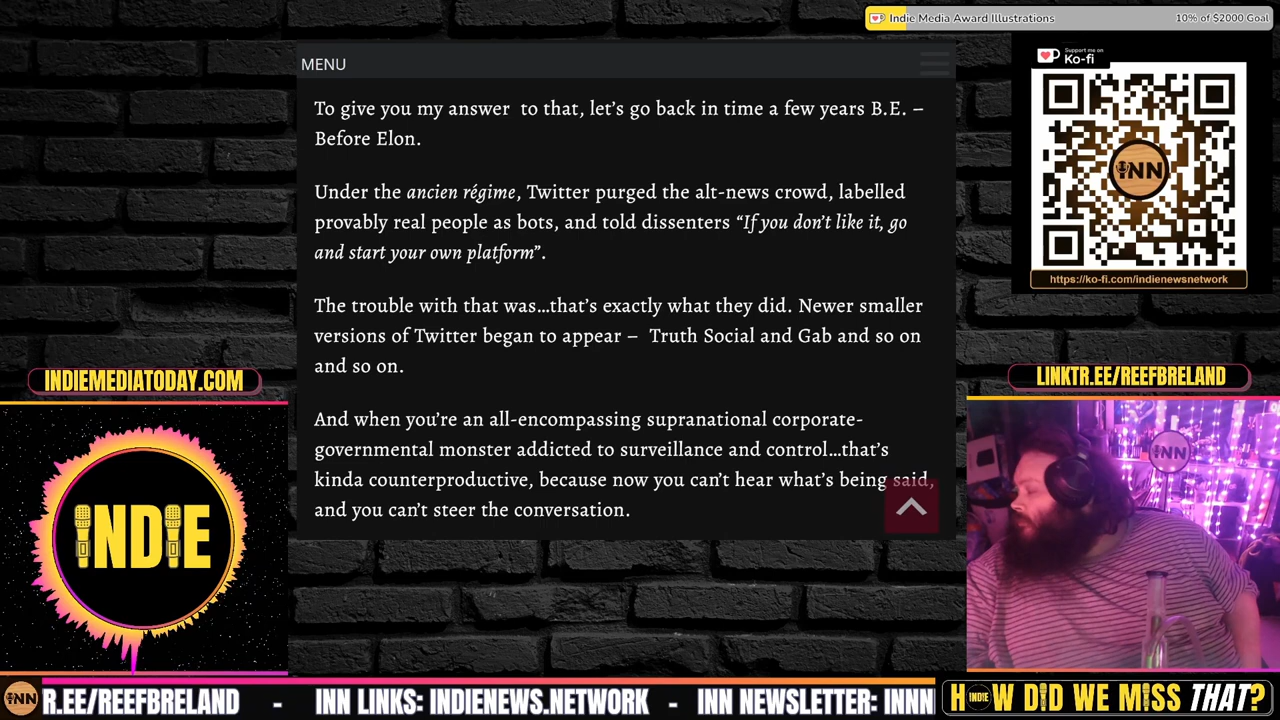 Indie Media Award Illustrations
10% of $2000 Goal
MENU
To give you my answer  to that, let’s go back in time a few years B.E. –
Before Elon.
Under the ancien régime, Twitter purged the alt-news crowd, labelled
provably real people as bots, and told dissenters “If you don’t like it, go
and start your own platform”.
The trouble with that was…that’s exactly what they did. Newer smaller
versions of Twitter began to appear –  Truth Social and Gab and so on
and so on.
And when you’re an all-encompassing supranational corporate-
governmental monster addicted to surveillance and control…that’s
kinda counterproductive, because now you can’t hear what’s being said,
and you can’t steer the conversation.
Support me on
Ko-fi
iNN
https://ko-fi.com/indienewsnetwork
INDIEMEDIATODAY.COM
LINKTR.EE/REEFBRELAND
INDIE
iNN
iNN
R.EE/REEFBRELAND - INN LINKS: INDIENEWS.NETWORK - INN NEWSLETTER: INNN
HOW DID WE MISS THAT?
INDIE